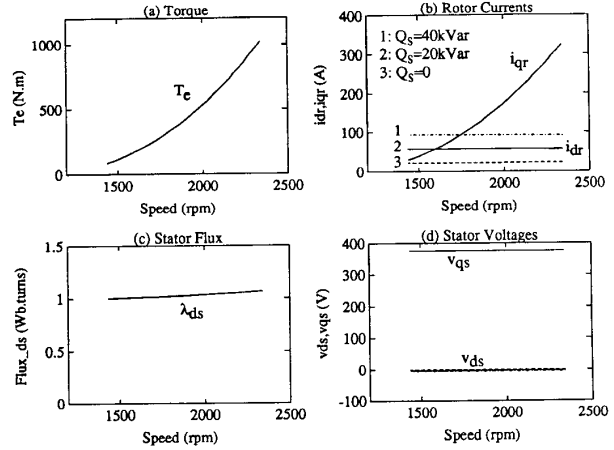 (a) Torque
Te (N.m)
1000
500
0
1500
2000
2500
Speed (rpm)
Te
(b) Rotor Currents
idr,iqr (A)
400
300
200
100
0
1500
2000
2500
Speed (rpm)
1: Qs=40kVar
2: Qs=20kVar
3: Qs=0
iqr
idr
1
2
3
(c) Stator Flux
Flux_ds (Wb.turns)
1.5
1
0.5
0
1500
2000
2500
Speed (rpm)
λds
(d) Stator Voltages
vds,vqs (V)
400
300
200
100
0
-100
1500
2000
2500
Speed (rpm)
vqs
vds